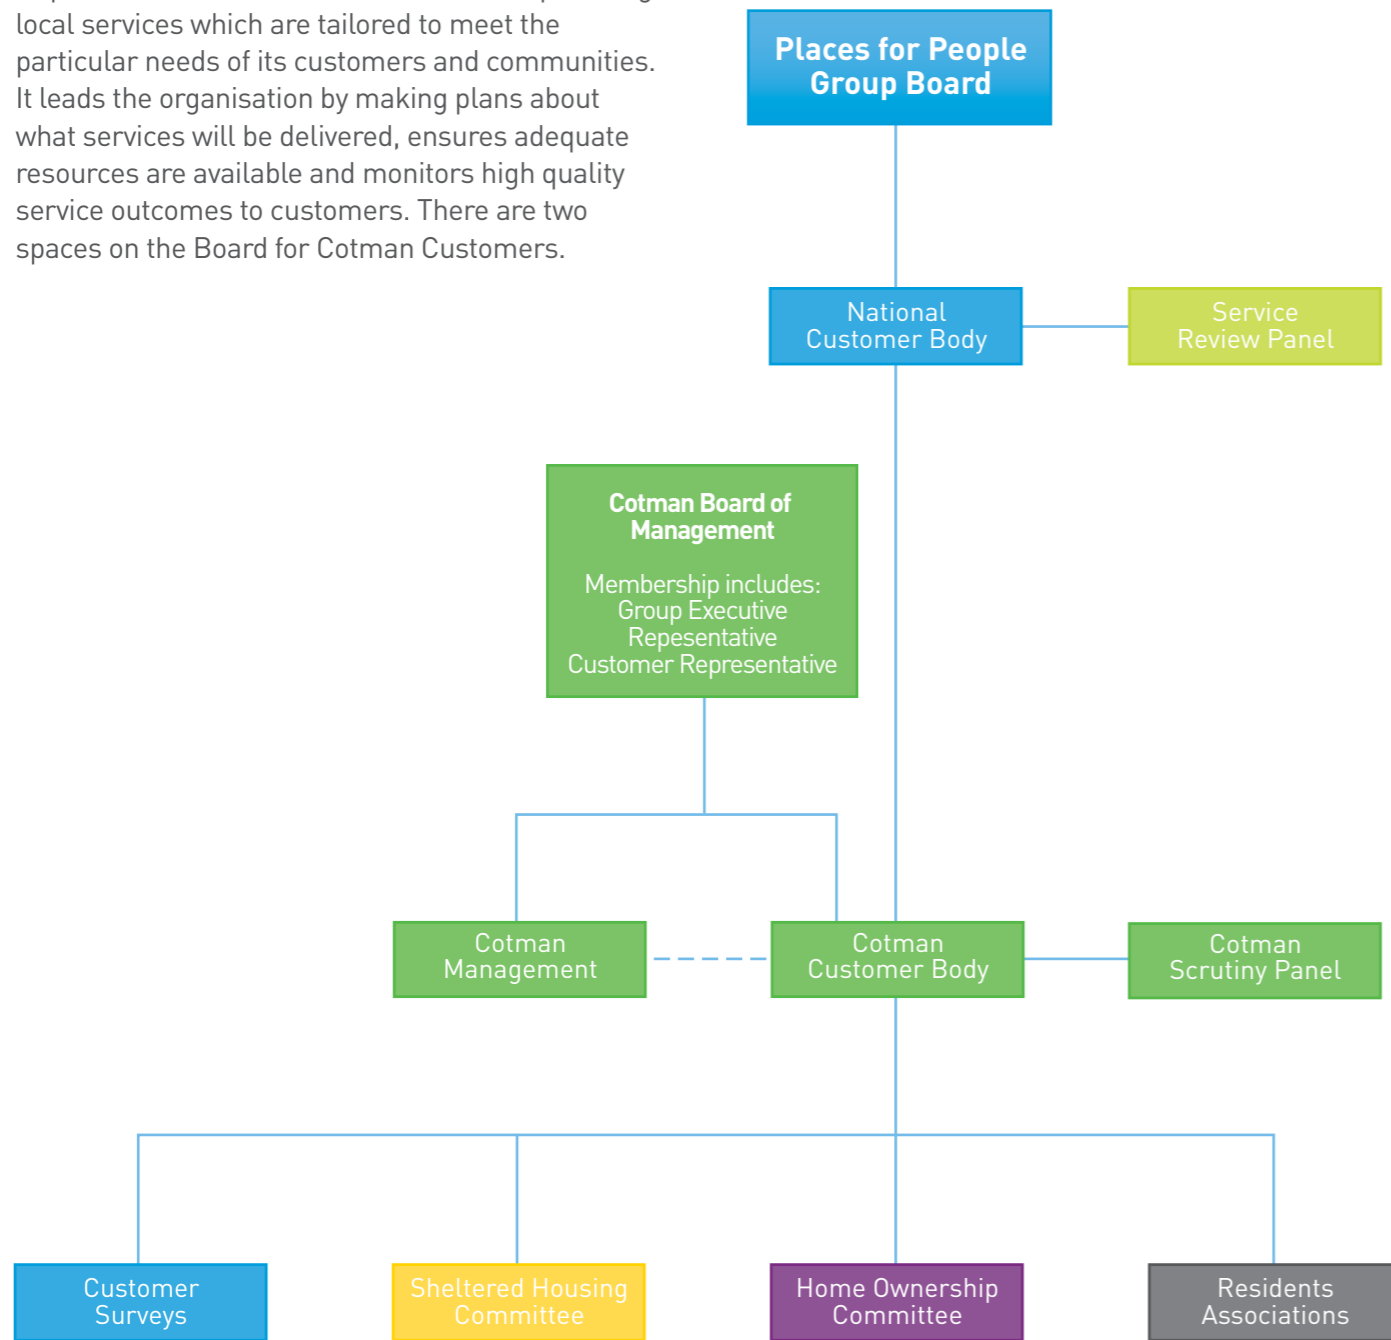 local services which are tailored to meet the
particular needs of its customers and communities.
It leads the organisation by making plans about
what services will be delivered, ensures adequate
resources are available and monitors high quality
service outcomes to customers. There are two
spaces on the Board for Cotman Customers.
Places for People
Group Board
National
Customer Body
Service
Review Panel
Cotman Board of
Management
Membership includes:
Group Executive
Repesentative
Customer Representative
Cotman
Management
Cotman
Customer Body
Cotman
Scrutiny Panel
Customer
Surveys
Sheltered Housing
Committee
Home Ownership
Committee
Residents
Associations